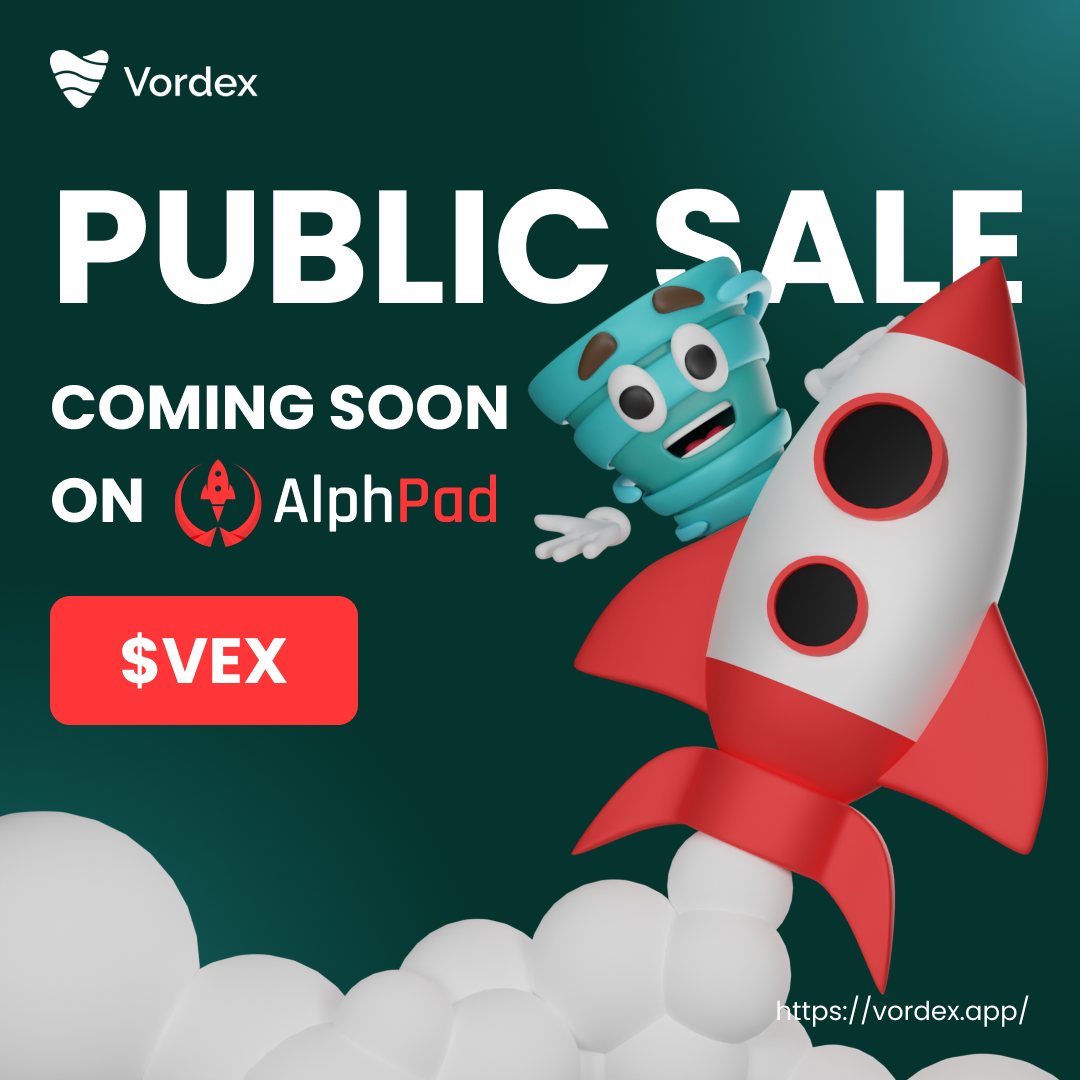 Vordex
PUBLIC SALE
COMING SOON
ON AlphPad
$VEX
https://vordex.app/